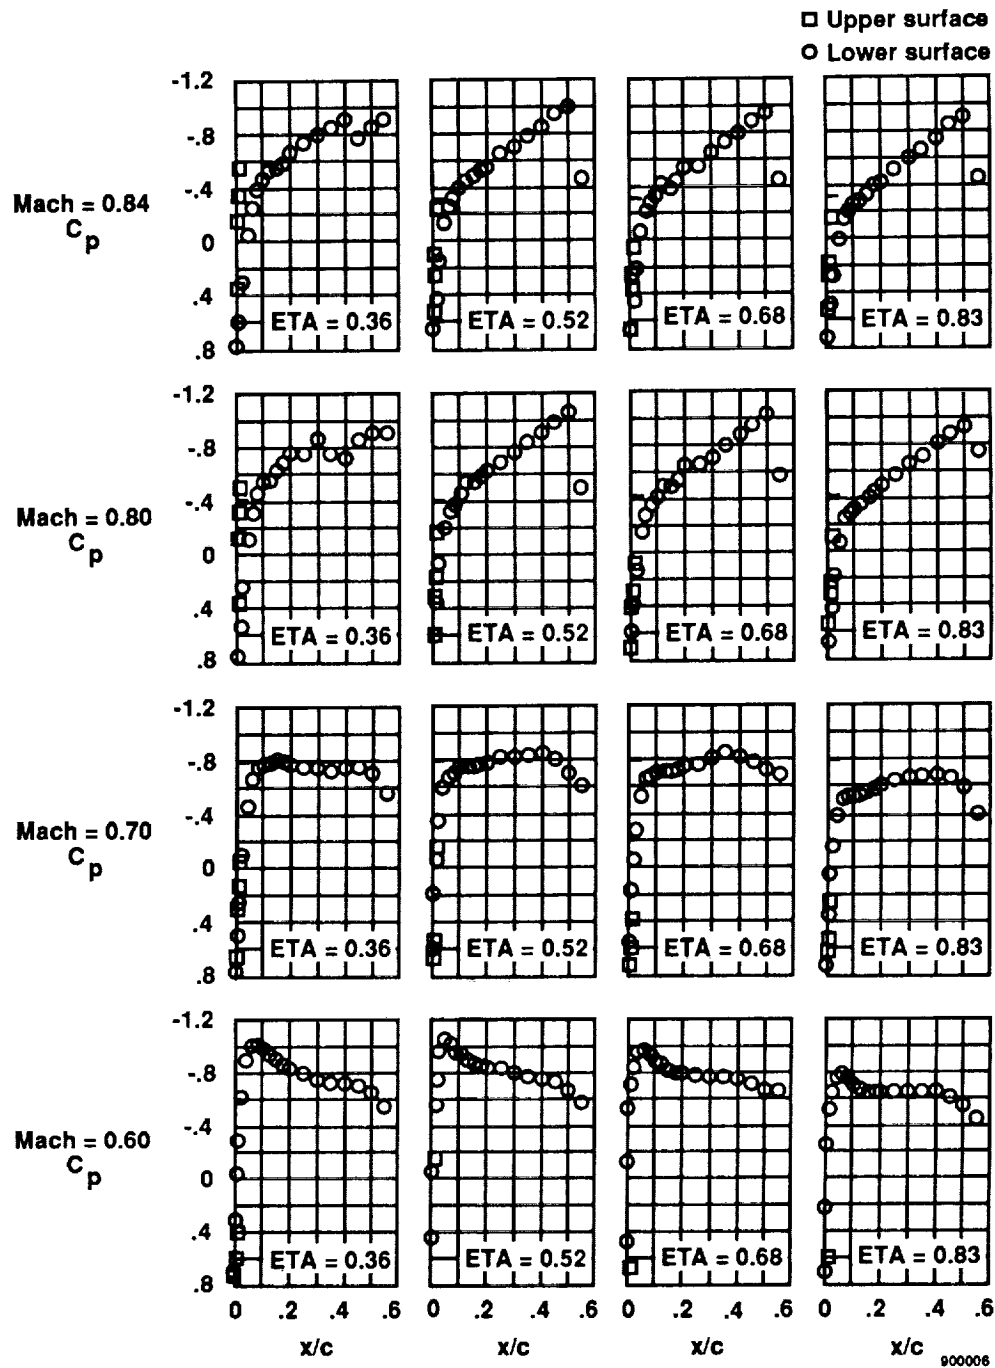 □ Upper surface
○ Lower surface
-1.2
-.8
-.4
0
.4
.8
Mach = 0.84
Cp
ETA = 0.36
ETA = 0.52
ETA = 0.68
ETA = 0.83
-1.2
-.8
-.4
0
.4
.8
Mach = 0.80
Cp
ETA = 0.36
ETA = 0.52
ETA = 0.68
ETA = 0.83
-1.2
-.8
-.4
0
.4
.8
Mach = 0.70
Cp
ETA = 0.36
ETA = 0.52
ETA = 0.68
ETA = 0.83
-1.2
-.8
-.4
0
.4
.8
Mach = 0.60
Cp
ETA = 0.36
ETA = 0.52
ETA = 0.68
ETA = 0.83
0 .2 .4 .6 0 .2 .4 .6 0 .2 .4 .6 0 .2 .4 .6
x/c x/c x/c x/c
900006